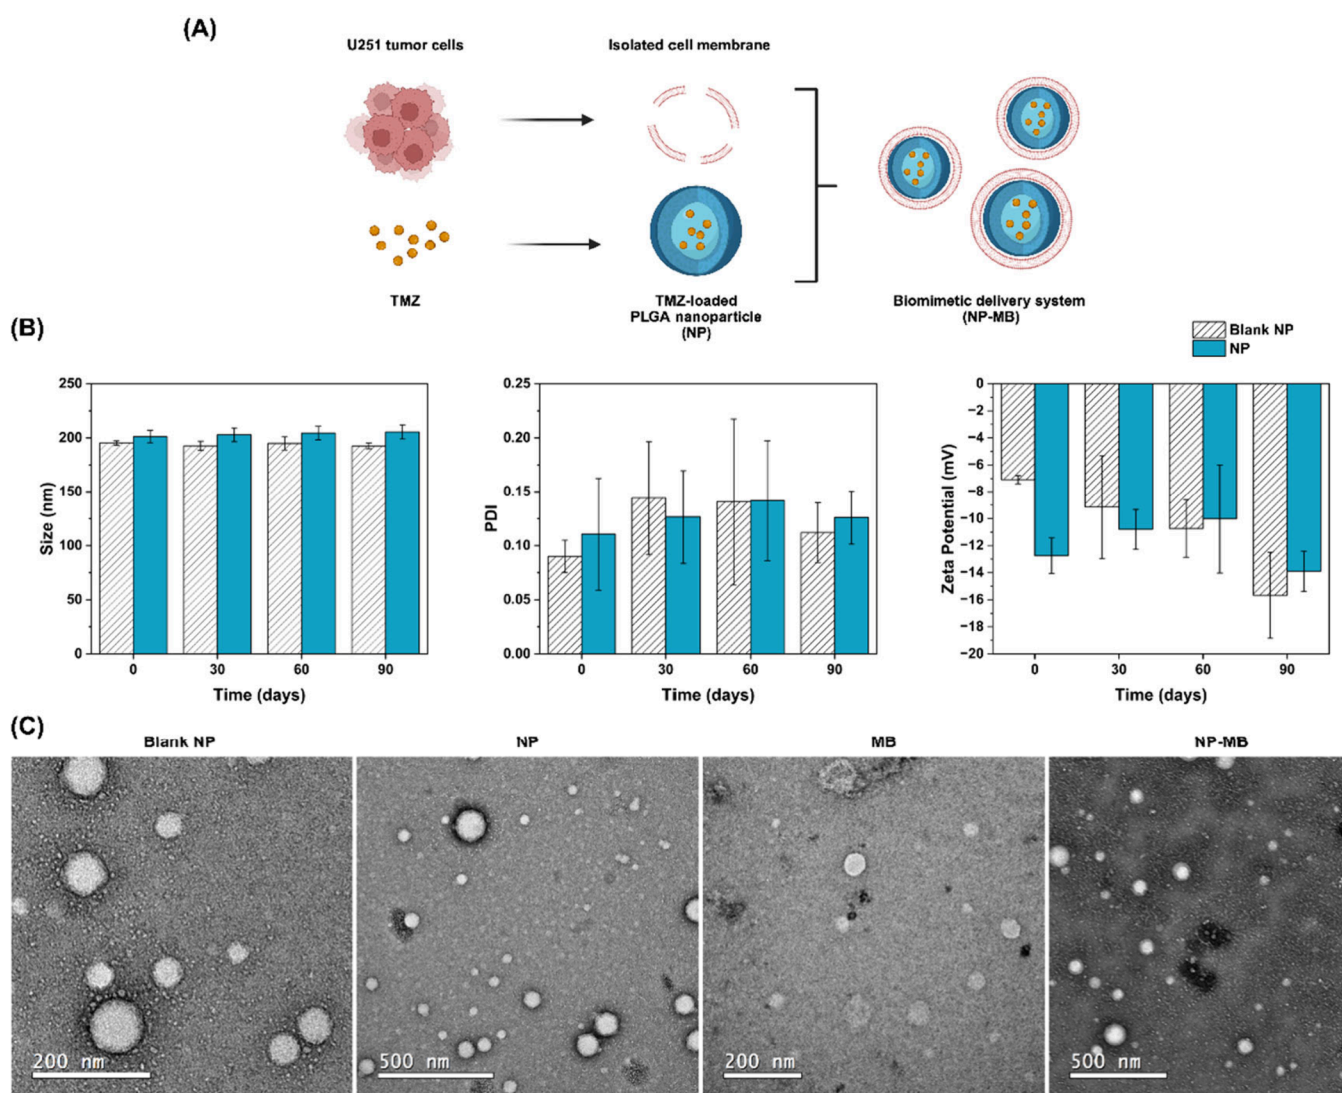 (A)
U251 tumor cells
Isolated cell membrane
TMZ
TMZ-loaded
PLGA nanoparticle
(NP)
Biomimetic delivery system
(NP-MB)
(B)
Blank NP
NP
250
200
150
100
50
0
Size (nm)
0 30 60 90
Time (days)
0.25
0.20
0.15
0.10
0.05
0.00
PDI
0 30 60 90
Time (days)
0
−2
−4
−6
−8
−10
−12
−14
−16
−18
−20
Zeta Potential (mV)
0 30 60 90
Time (days)
(C)
Blank NP
NP
MB
NP-MB
200 nm
500 nm
200 nm
500 nm